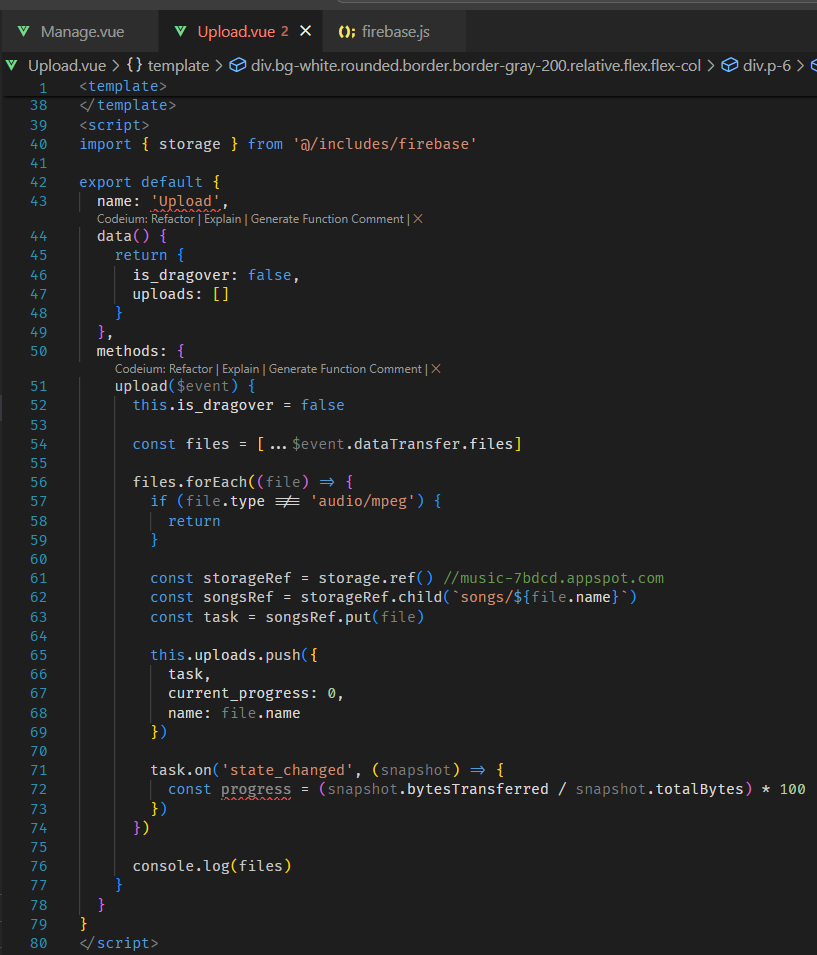 Manage.vue Upload.vue 2 firebase.js
Upload.vue > {} template > div.bg-white.rounded.border.border-gray-200.relative.flex.flex-col > div.p-6 >
1 <template>
38 </template>
39 <script>
40 import { storage } from '@/includes/firebase'
41
42 export default {
43   name: 'Upload',
Codeium: Refactor | Explain | Generate Function Comment | ✕
44   data() {
45     return {
46       is_dragover: false,
47       uploads: []
48     }
49   },
50   methods: {
Codeium: Refactor | Explain | Generate Function Comment | ✕
51     upload($event) {
52       this.is_dragover = false
53
54       const files = [...$event.dataTransfer.files]
55
56       files.forEach((file) => {
57         if (file.type !== 'audio/mpeg') {
58           return
59         }
60
61         const storageRef = storage.ref() //music-7bdcd.appspot.com
62         const songsRef = storageRef.child(`songs/${file.name}`)
63         const task = songsRef.put(file)
64
65         this.uploads.push({
66           task,
67           current_progress: 0,
68           name: file.name
69         })
70
71         task.on('state_changed', (snapshot) => {
72           const progress = (snapshot.bytesTransferred / snapshot.totalBytes) * 100
73         })
74       })
75
76       console.log(files)
77     }
78   }
79 }
80 </script>